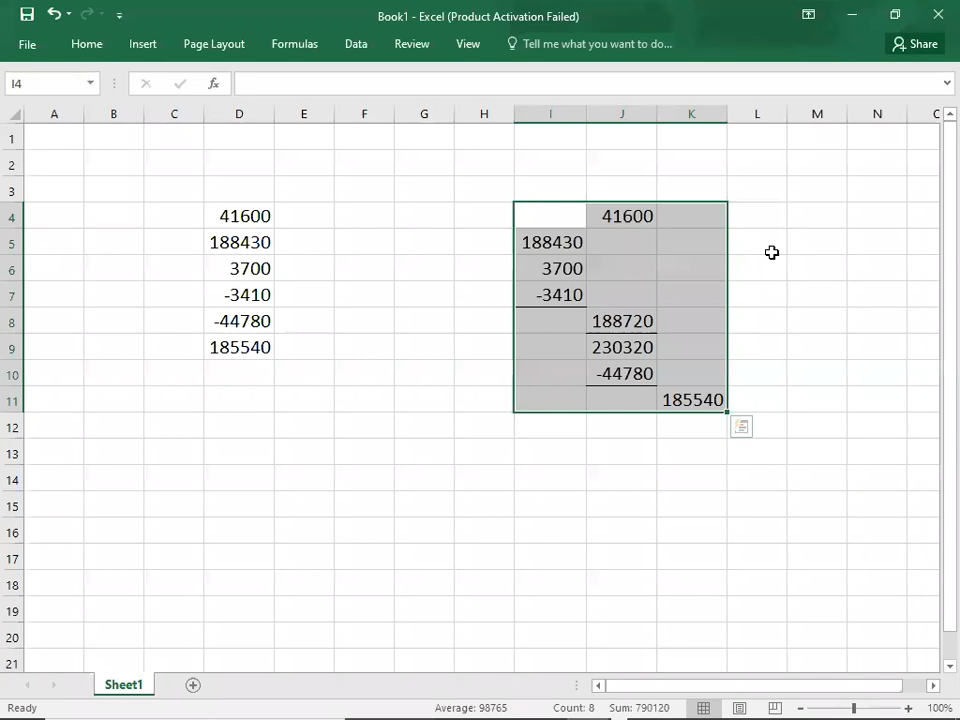 Book1 - Excel (Product Activation Failed)
File Home Insert Page Layout Formulas Data Review View Tell me what you want to do... Share
I4 fx
A B C D E F G H I J K L M N
1
2
3
4 41600 41600
5 188430 188430
6 3700 3700
7 -3410 -3410
8 -44780 188720
9 185540 230320
10 -44780
11 185540
12
13
14
15
16
17
18
19
20
21
Sheet1
Ready Average: 98765 Count: 8 Sum: 790120 100%